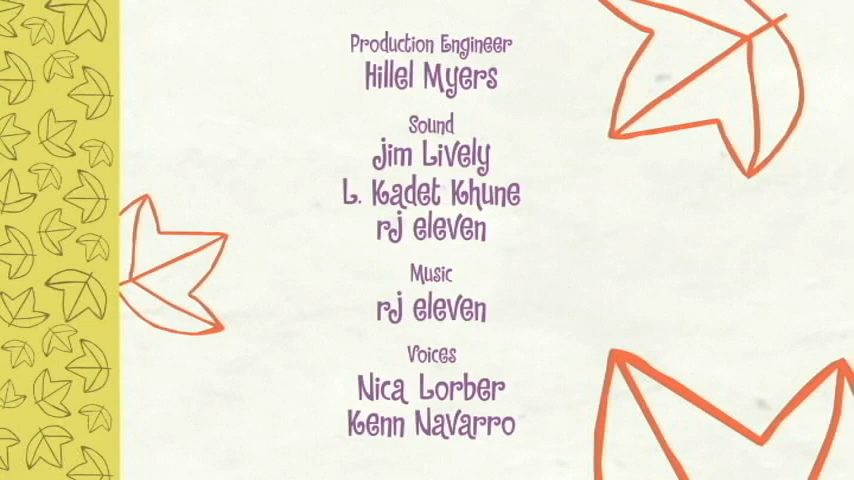 Production Engineer
Hillel Myers
Sound
Jim Lively
L. Kadet Khune
rj eleven
Music
rj eleven
Voices
Nica Lorber
Kenn Navarro